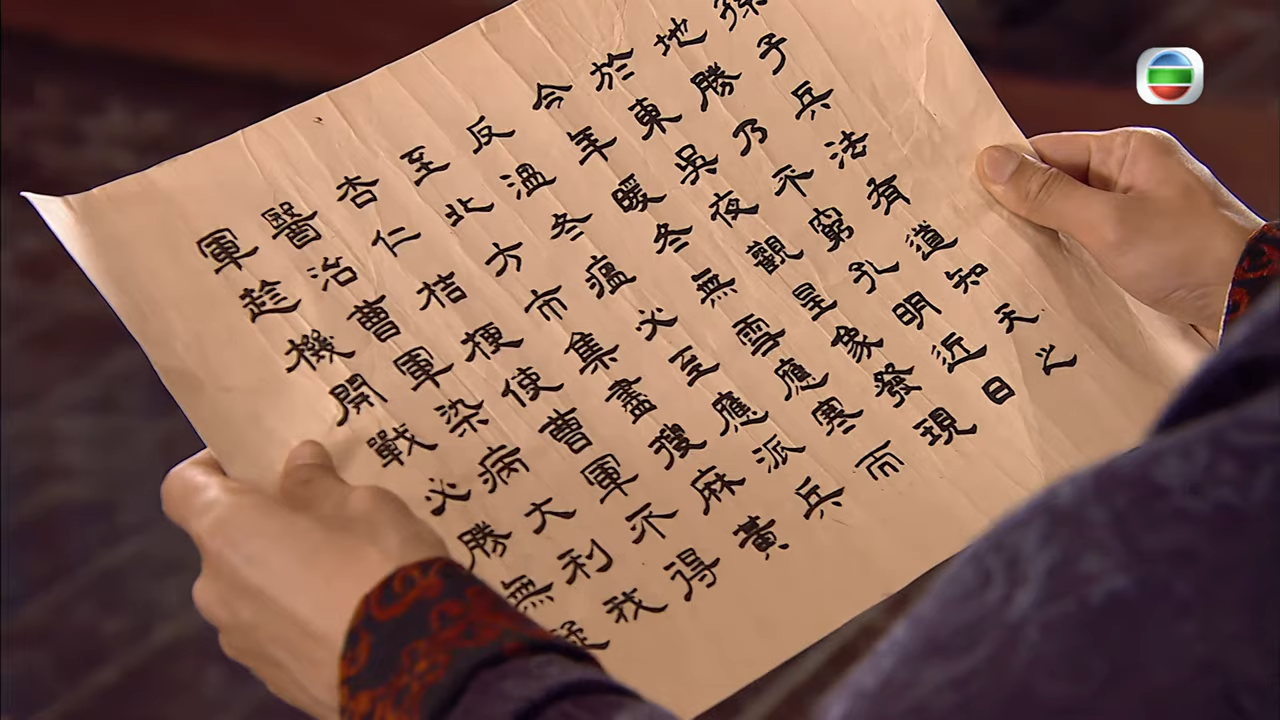 孫子兵法有道知天之
地勝乃不窮孔明近日
於東吳夜觀星象發現
今年暖冬無雪應寒而
反溫冬瘟必至應派兵
至北方市集盡搜麻黃
杏仁桔梗使曹軍不得
醫治曹軍染病大利我
軍趁機開戰必勝無疑